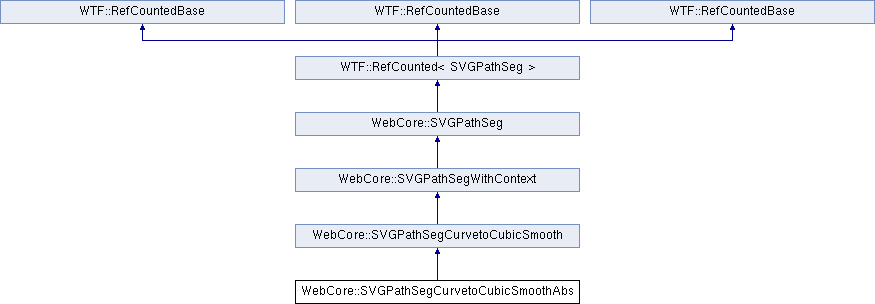 WTF::RefCountedBase WTF::RefCountedBase WTF::RefCountedBase
WTF::RefCounted< SVGPathSeg >
WebCore::SVGPathSeg
WebCore::SVGPathSegWithContext
WebCore::SVGPathSegCurvetoCubicSmooth
WebCore::SVGPathSegCurvetoCubicSmoothAbs